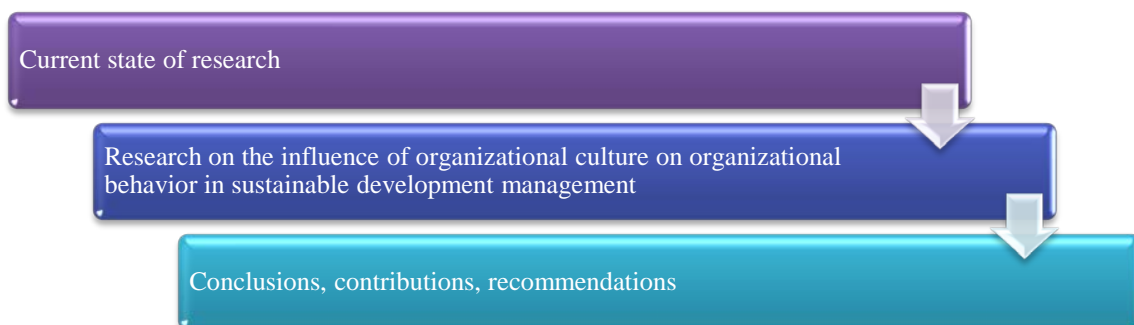 Current state of research
Research on the influence of organizational culture on organizational
behavior in sustainable development management
Conclusions, contributions, recommendations